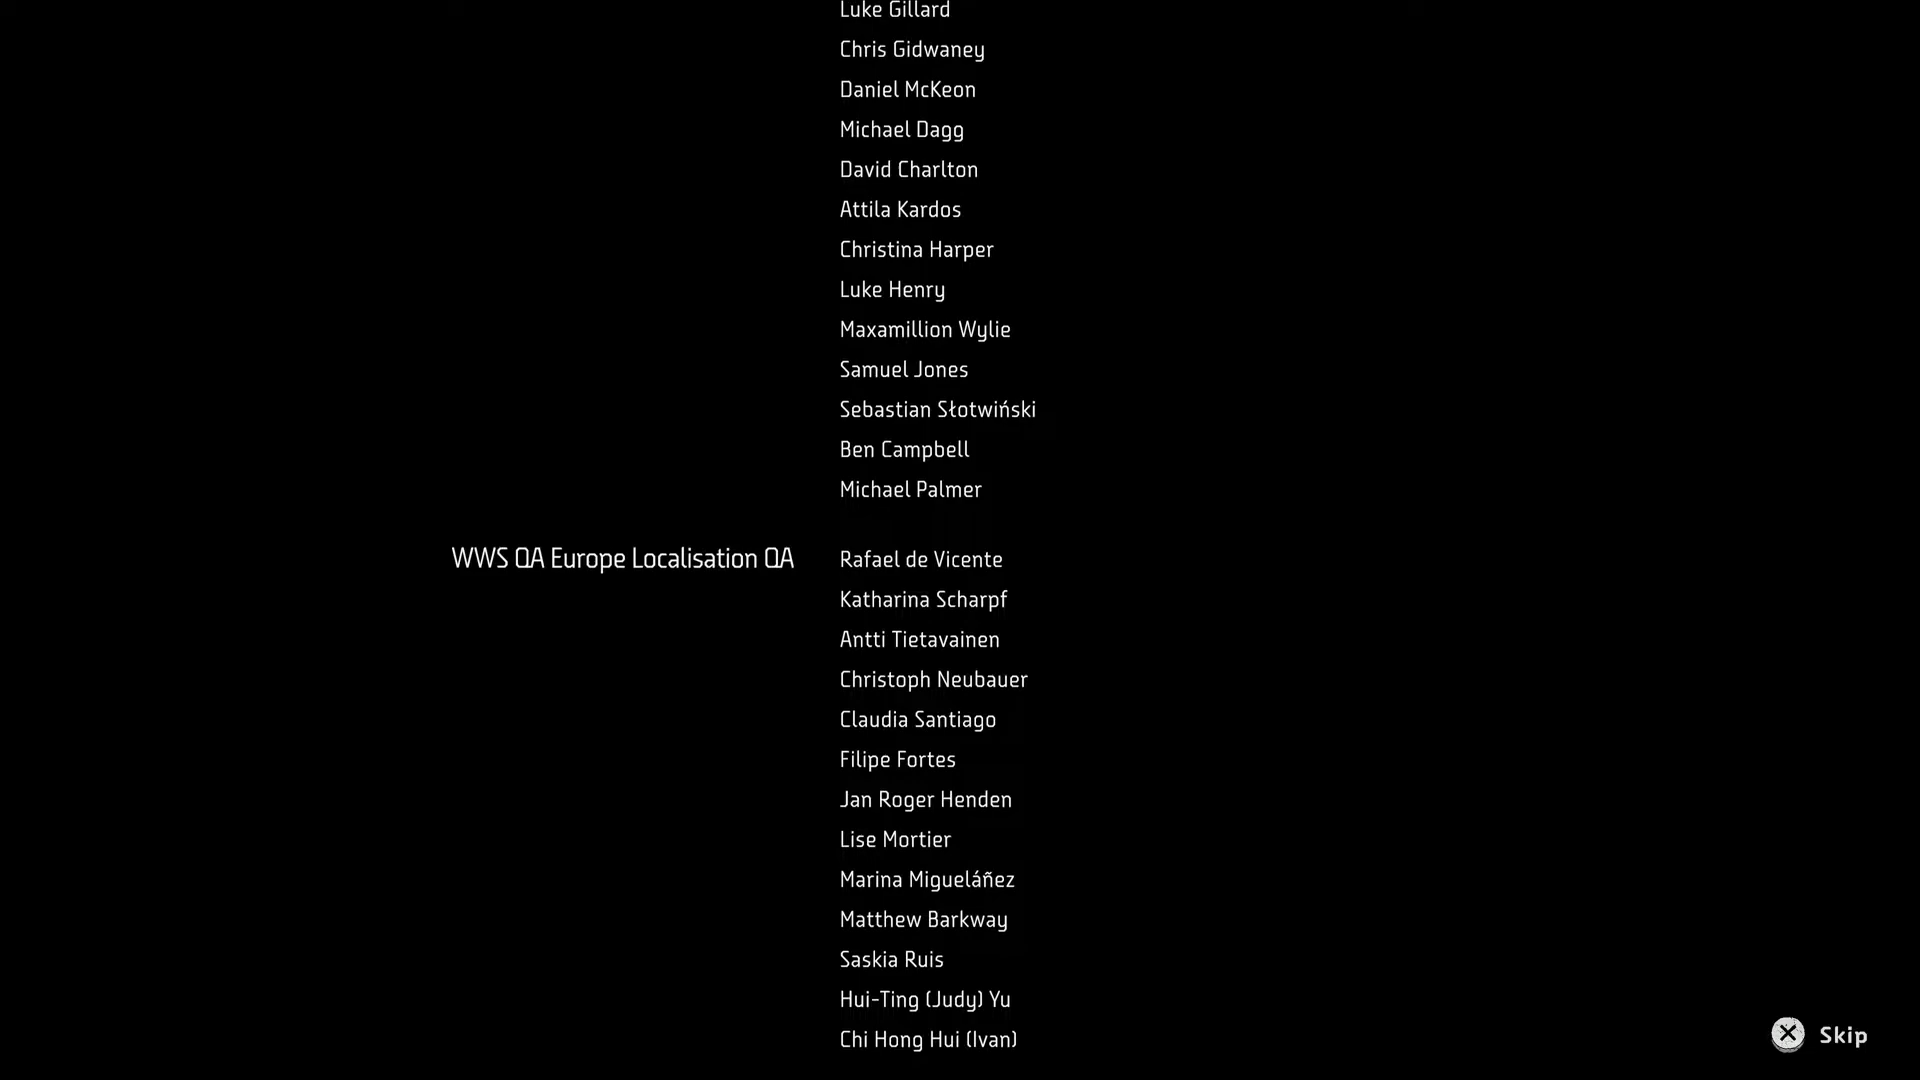 Luke Gillard
Chris Gidwaney
Daniel McKeon
Michael Dagg
David Charlton
Attila Kardos
Christina Harper
Luke Henry
Maxamillion Wylie
Samuel Jones
Sebastian Słotwiński
Ben Campbell
Michael Palmer
WWS QA Europe Localisation QA Rafael de Vicente
Katharina Scharpf
Antti Tietavainen
Christoph Neubauer
Claudia Santiago
Filipe Fortes
Jan Roger Henden
Lise Mortier
Marina Migueláñez
Matthew Barkway
Saskia Ruis
Hui-Ting (Judy) Yu
Chi Hong Hui (Ivan)
Skip